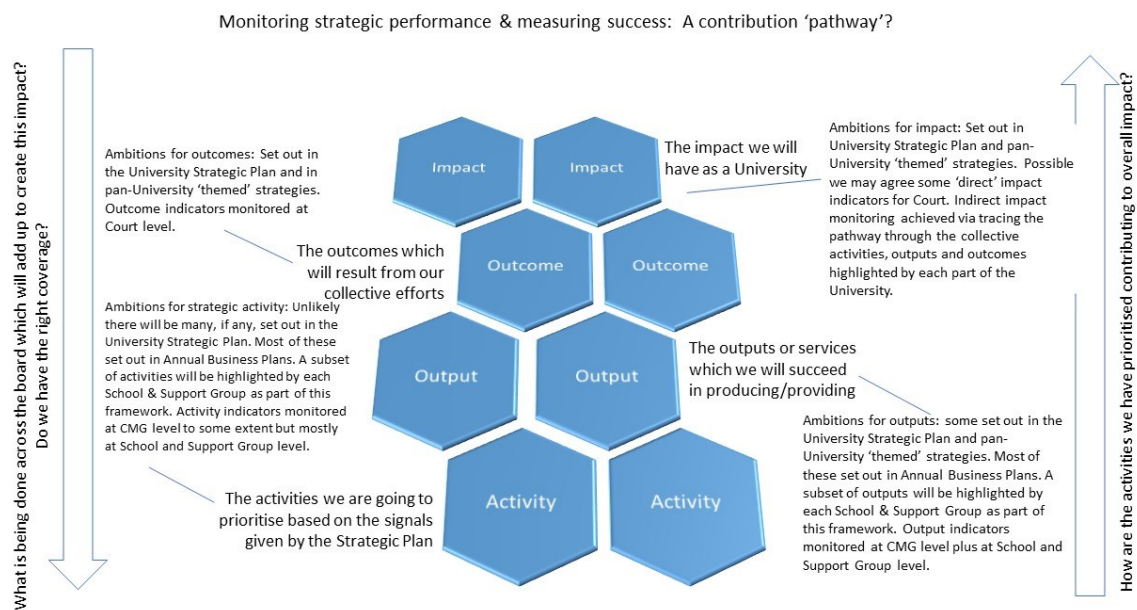 Monitoring strategic performance & measuring success:  A contribution ‘pathway’?
What is being done across the board which will add up to create this impact?
Do we have the right coverage?
Ambitions for outcomes: Set out in
the University Strategic Plan and in
pan-University ‘themed’ strategies.
Outcome indicators monitored at
Court level.
The outcomes which
will result from our
collective efforts
Ambitions for strategic activity: Unlikely
there will be many, if any, set out in the
University Strategic Plan. Most of these
set out in Annual Business Plans. A subset
of activities will be highlighted by each
School & Support Group as part of this
framework. Activity indicators monitored
at CMG level to some extent but mostly
at School and Support Group level.
The activities we are going to
prioritise based on the signals
given by the Strategic Plan
Impact
Impact
Outcome
Outcome
Output
Output
Activity
Activity
The impact we will
have as a University
Ambitions for impact: Set out in
University Strategic Plan and pan-
University ‘themed’ strategies.  Possible
we may agree some ‘direct’ impact
indicators for Court. Indirect impact
monitoring achieved via tracing the
pathway through the collective
activities, outputs and outcomes
highlighted by each part of the
University.
The outputs or services
which we will succeed
in producing/providing
Ambitions for outputs: some set out in the
University Strategic Plan and pan-
University ‘themed’ strategies. Most of
these set out in Annual Business Plans. A
subset of outputs will be highlighted by
each School & Support Group as part of
this framework. Output indicators
monitored at CMG level plus at School and
Support Group level.
How are the activities we have prioritised contributing to overall impact?